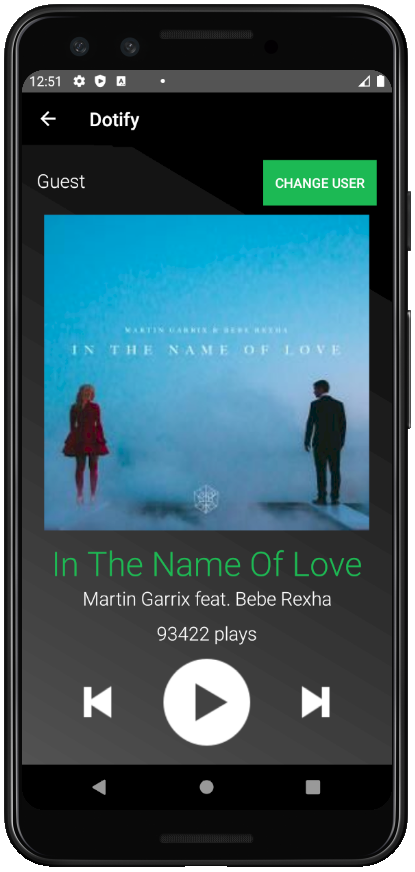 12:51
Dotify
Guest
CHANGE USER
MARTIN GARRIX & BEBE REXHA
IN THE NAME OF LOVE
In The Name Of Love
Martin Garrix feat. Bebe Rexha
93422 plays